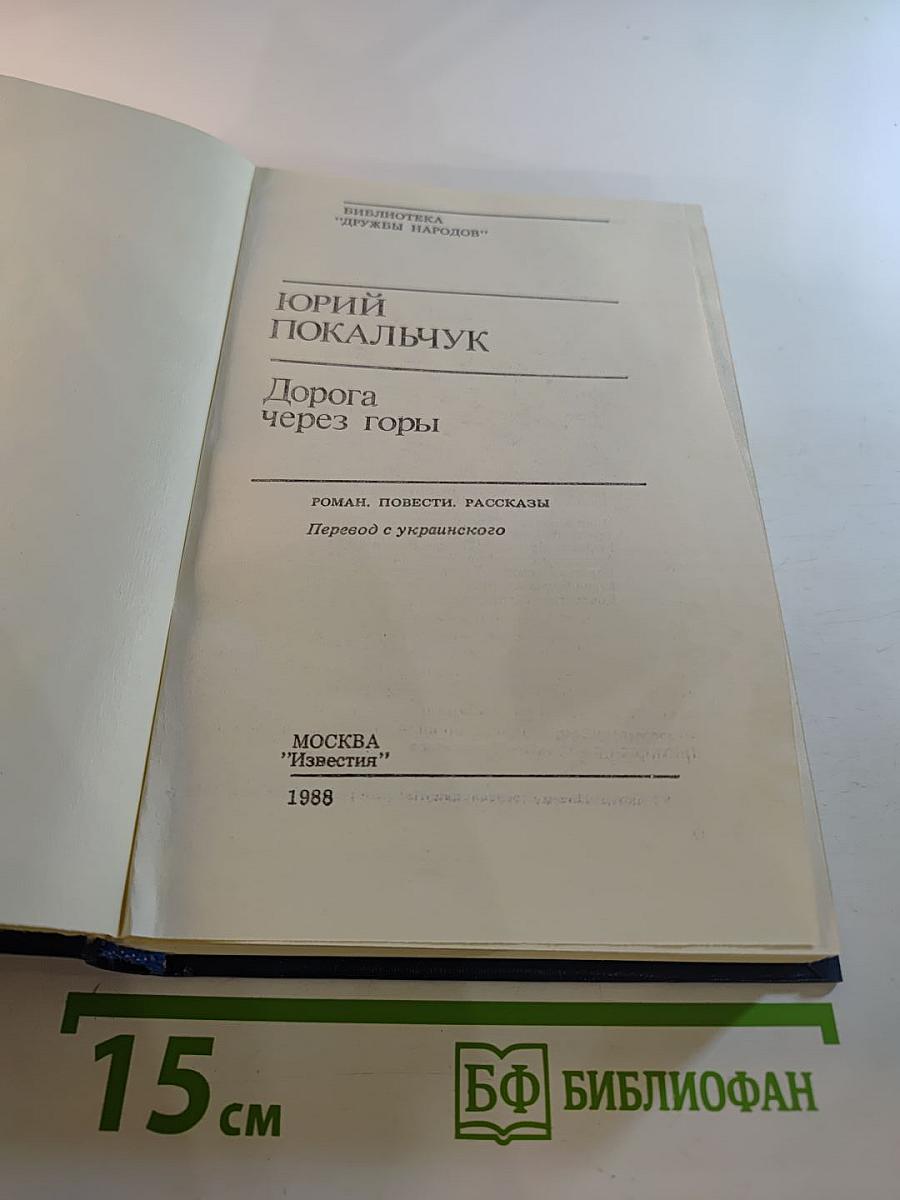 БИБЛИОТЕКА
"ДРУЖБЫ НАРОДОВ"
ЮРИЙ
ПОКАЛЬЧУК
Дорога
через горы
РОМАН. ПОВЕСТИ. РАССКАЗЫ
Перевод с украинского
МОСКВА
"Известия"
1988
15 см
БФ БИБЛИОФАН